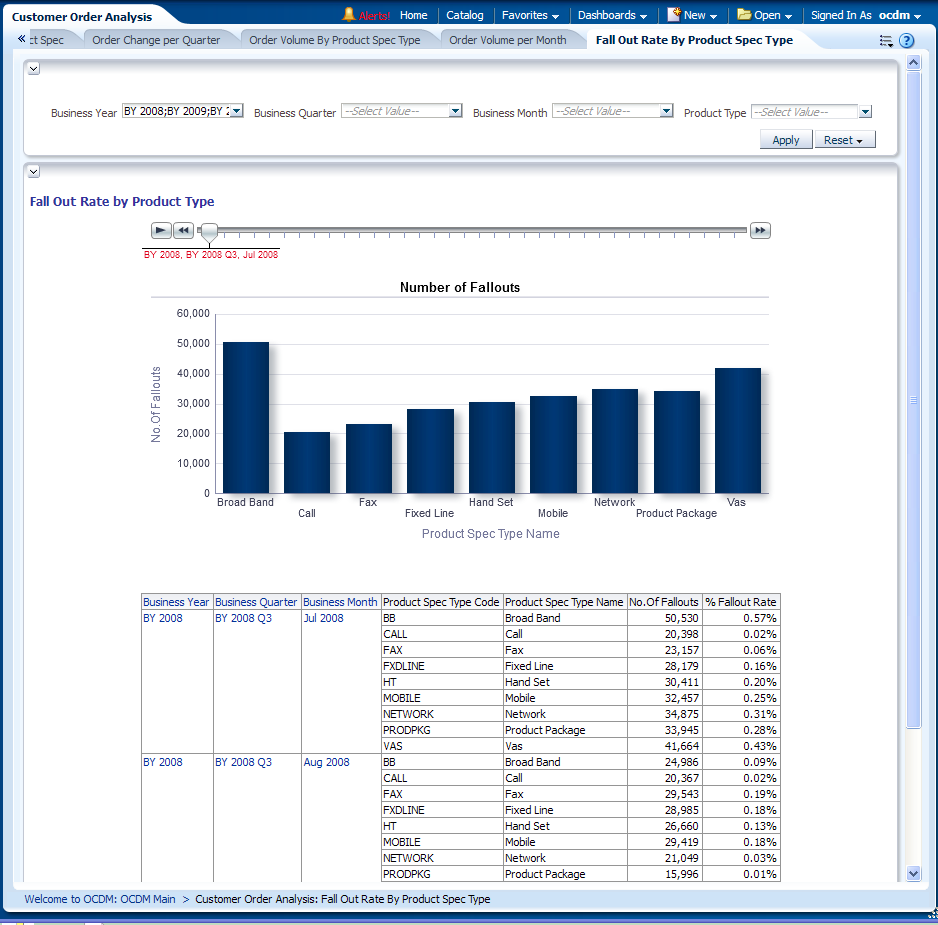 Customer Order Analysis
Alerts! Home Catalog Favorites Dashboards New Open Signed In As ocdm
« ct Spec Order Change per Quarter Order Volume By Product Spec Type Order Volume per Month Fall Out Rate By Product Spec Type
Business Year BY 2008;BY 2009;BY 2 Business Quarter --Select Value-- Business Month --Select Value-- Product Type --Select Value--
Apply Reset
Fall Out Rate by Product Type
BY 2008, BY 2008 Q3, Jul 2008
Number of Fallouts
60,000
50,000
40,000
30,000
20,000
10,000
0
No.Of Fallouts
Broad Band Call Fax Fixed Line Hand Set Mobile Network Product Package Vas
Product Spec Type Name
Business Year Business Quarter Business Month Product Spec Type Code Product Spec Type Name No.Of Fallouts % Fallout Rate
BY 2008 BY 2008 Q3 Jul 2008 BB Broad Band 50,530 0.57%
CALL Call 20,398 0.02%
FAX Fax 23,157 0.06%
FXDLINE Fixed Line 28,179 0.16%
HT Hand Set 30,411 0.20%
MOBILE Mobile 32,457 0.25%
NETWORK Network 34,875 0.31%
PRODPKG Product Package 33,945 0.28%
VAS Vas 41,664 0.43%
BY 2008 BY 2008 Q3 Aug 2008 BB Broad Band 24,986 0.09%
CALL Call 20,367 0.02%
FAX Fax 29,543 0.19%
FXDLINE Fixed Line 28,985 0.18%
HT Hand Set 26,660 0.13%
MOBILE Mobile 29,419 0.18%
NETWORK Network 21,049 0.03%
PRODPKG Product Package 15,996 0.01%
Welcome to OCDM: OCDM Main > Customer Order Analysis: Fall Out Rate By Product Spec Type